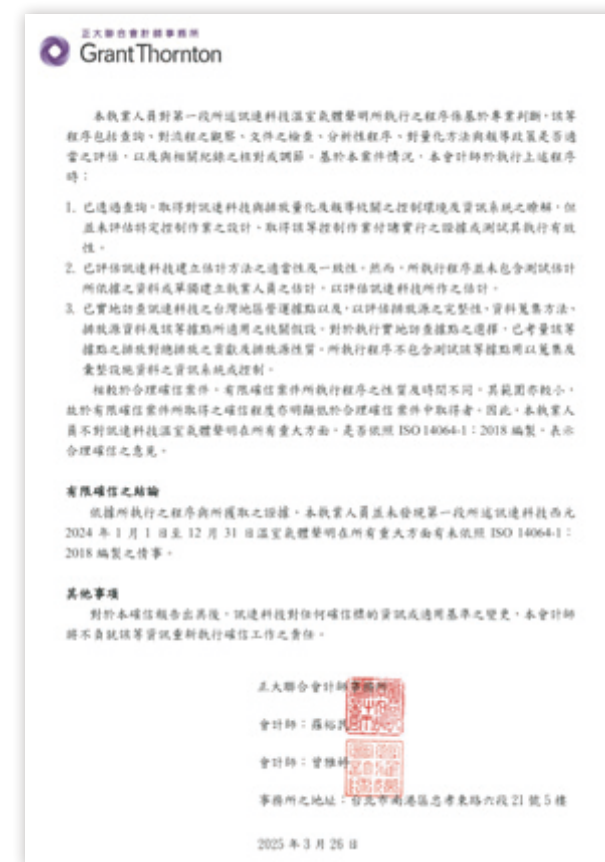 正大聯合會計師事務所
Grant Thornton
本執業人員對第一段所述訊連科技溫室氣體聲明所執行之程序係基於專業判斷，該等
程序包括查詢、對流程之觀察、文件之檢查、分析性程序、對量化方法與報導政策是否適
當之評估，以及與相關紀錄之核對或調節。基於本案件情況，本會計師於執行上述程序
時：
1. 已透過查詢，取得對訊連科技與排放量化及報導攸關之控制環境及資訊系統之瞭解，但
並未評估特定控制作業之設計、取得該等控制作業付諸實行之證據或測試其執行有效
性。
2. 已評估訊連科技建立估計方法之適當性及一致性。然而，所執行程序並未包含測試估計
所依據之資料或單獨建立執業人員之估計，以評估訊連科技所作之估計。
3. 已實地訪查訊連科技之台灣地區營運據點以及，以評估排放源之完整性、資料蒐集方法、
排放源資料及該等據點所適用之攸關假設。對於執行實地訪查據點之選擇，已考量該等
據點之排放對總排放之貢獻及排放源性質。所執行程序不包含測試該等據點用以蒐集及
彙整設施資料之資訊系統或控制。
相較於合理確信案件，有限確信案件所執行程序之性質及時間不同，其範圍亦較小，
故於有限確信案件所取得之確信程度亦明顯低於合理確信案件中取得者。因此，本執業人
員不對訊連科技溫室氣體聲明在所有重大方面，是否依照 ISO 14064-1：2018 編製，表示
合理確信之意見。
有限確信之結論
依據所執行之程序與所獲取之證據，本執業人員並未發現第一段所述訊連科技西元
2024 年 1 月 1 日至 12 月 31 日溫室氣體聲明在所有重大方面有未依照 ISO 14064-1：
2018 編製之情事。
其他事項
對於本確信報告出具後，訊連科技對任何確信標的資訊或適用基準之變更，本會計師
將不負就該等資訊重新執行確信工作之責任。
正大聯合會計師事務所
會計師：羅裕民
會計師：曾雅婷
事務所之地址：台北市南港區忠孝東路六段 21 號 5 樓
2025 年 3 月 26 日